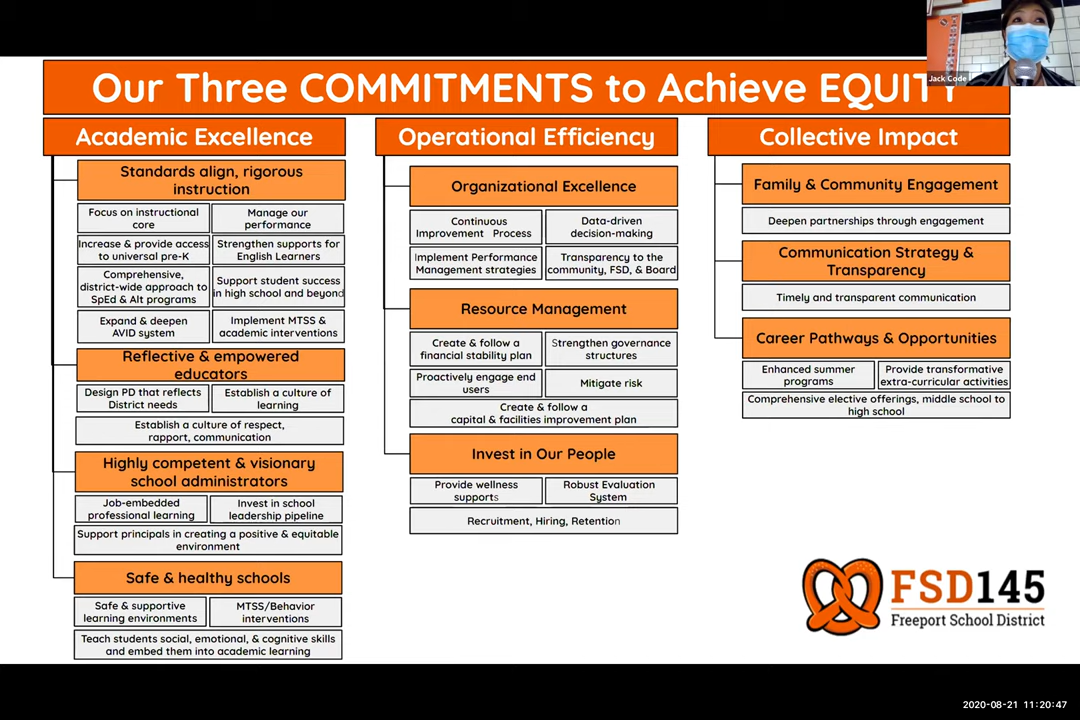 Our Three COMMITMENTS to Achieve EQUITY
Jack Code
Academic Excellence
Standards align, rigorous
instruction
Focus on instructional
core
Manage our
performance
Increase & provide access
to universal pre-K
Strengthen supports for
English Learners
Comprehensive,
district-wide approach to
SpEd & Alt programs
Support student success
in high school and beyond
Expand & deepen
AVID system
Implement MTSS &
academic interventions
Reflective & empowered
educators
Design PD that reflects
District needs
Establish a culture of
learning
Establish a culture of respect,
rapport, communication
Highly competent & visionary
school administrators
Job-embedded
professional learning
Invest in school
leadership pipeline
Support principals in creating a positive & equitable
environment
Safe & healthy schools
Safe & supportive
learning environments
MTSS/Behavior
interventions
Teach students social, emotional, & cognitive skills
and embed them into academic learning
Operational Efficiency
Organizational Excellence
Continuous
Improvement Process
Data-driven
decision-making
Implement Performance
Management strategies
Transparency to the
community, FSD, & Board
Resource Management
Create & follow a
financial stability plan
Strengthen governance
structures
Proactively engage end
users
Mitigate risk
Create & follow a
capital & facilities improvement plan
Invest in Our People
Provide wellness
supports
Robust Evaluation
System
Recruitment, Hiring, Retention
Collective Impact
Family & Community Engagement
Deepen partnerships through engagement
Communication Strategy &
Transparency
Timely and transparent communication
Career Pathways & Opportunities
Enhanced summer
programs
Provide transformative
extra-curricular activities
Comprehensive elective offerings, middle school to
high school
FSD145
Freeport School District
2020-08-21 11:20:47